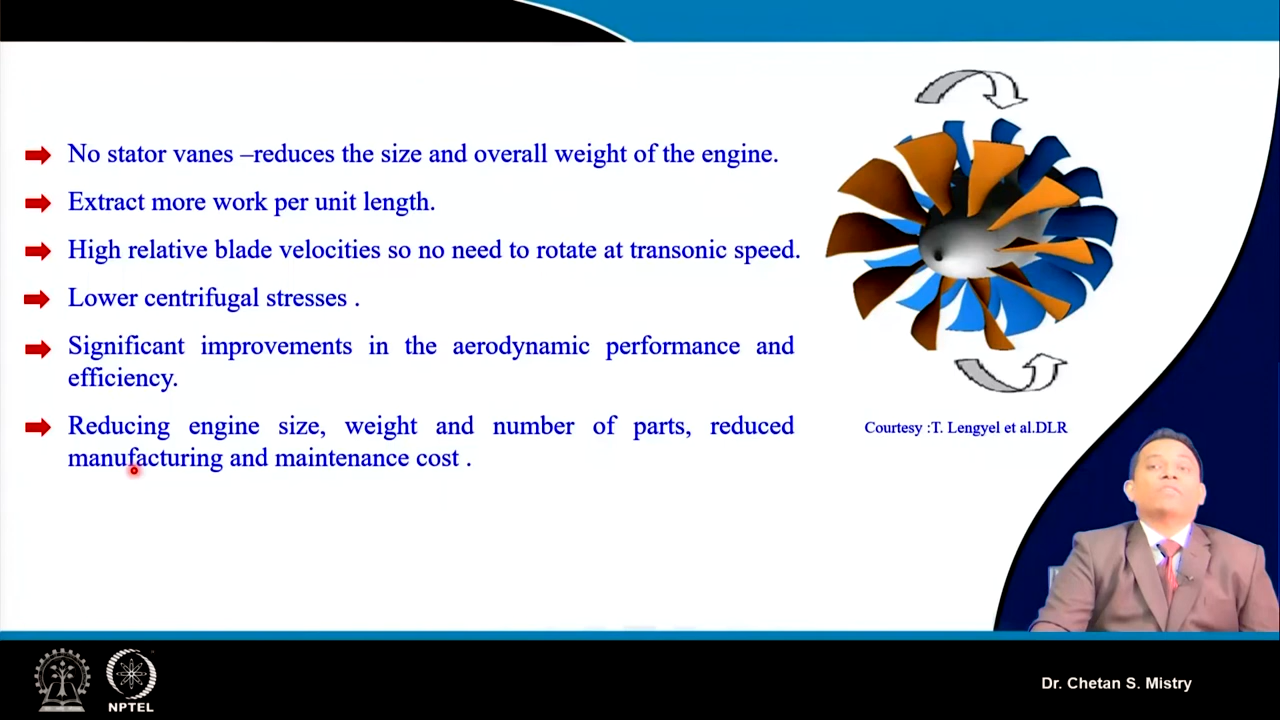 No stator vanes –reduces the size and overall weight of the engine.
Extract more work per unit length.
High relative blade velocities so no need to rotate at transonic speed.
Lower centrifugal stresses .
Significant improvements in the aerodynamic performance and
efficiency.
Reducing engine size, weight and number of parts, reduced
manufacturing and maintenance cost .
Courtesy :T. Lengyel et al.DLR
NPTEL
Dr. Chetan S. Mistry